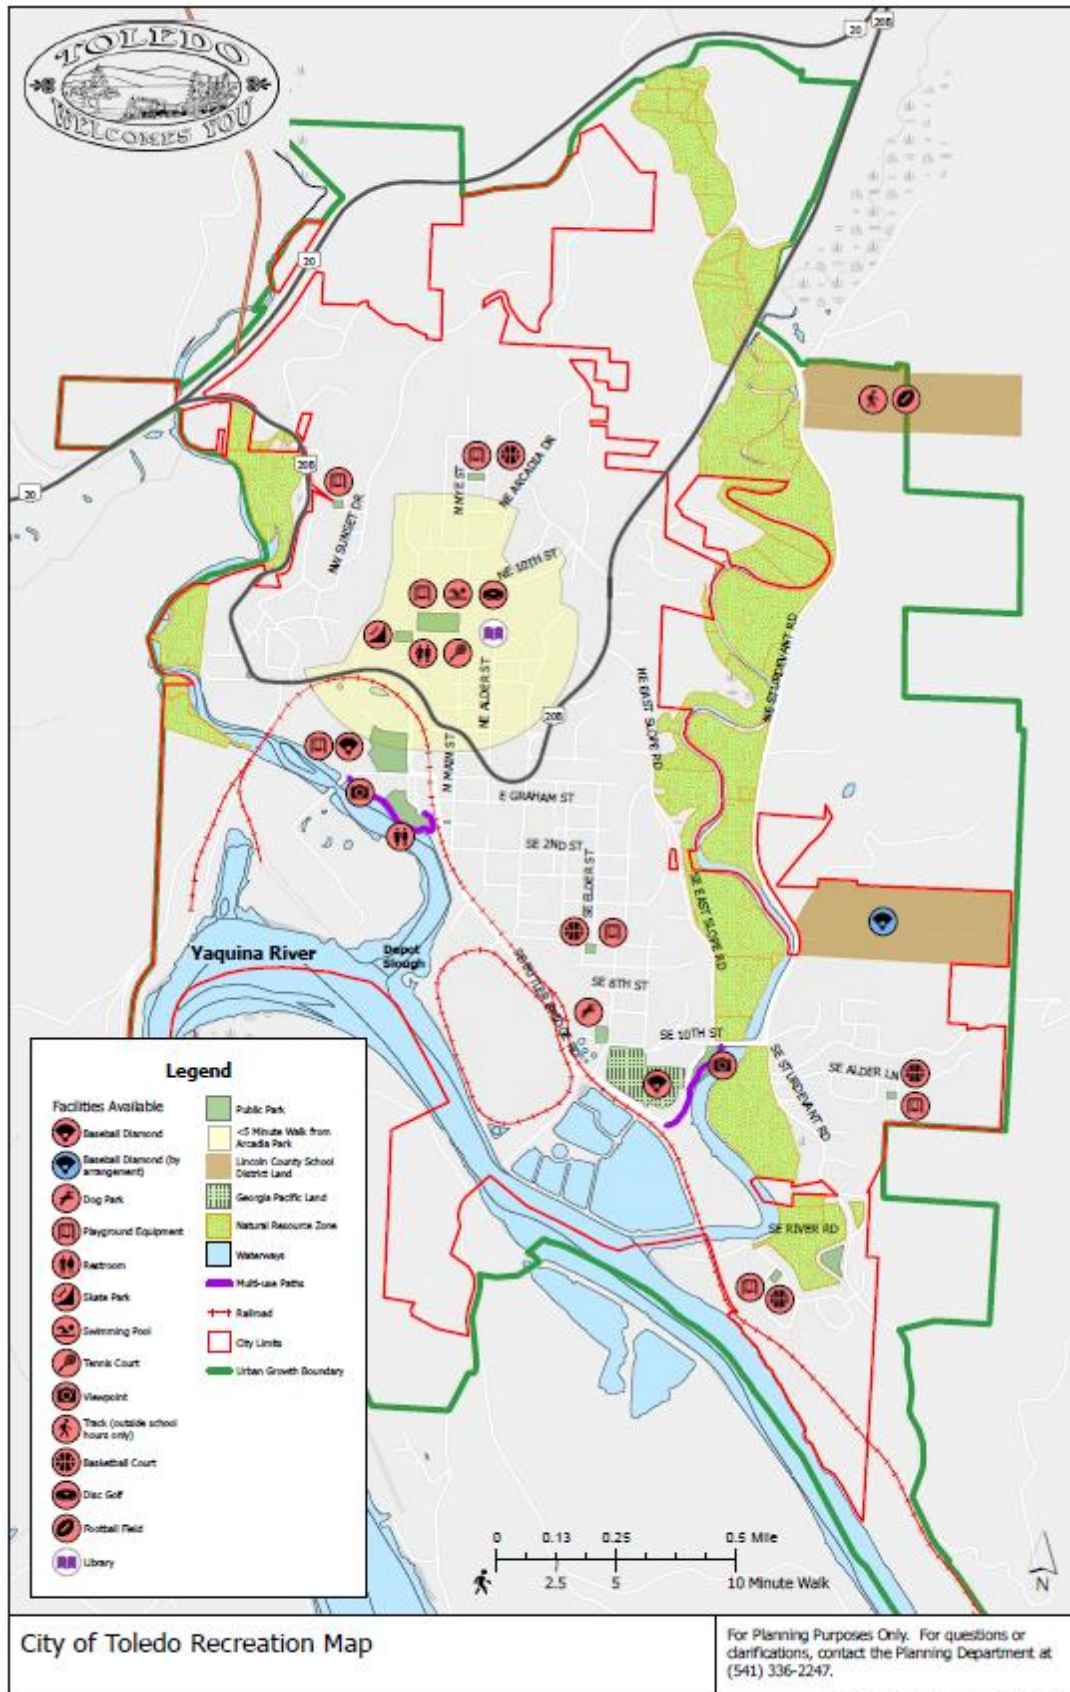 TOLEDO
WELCOMES YOU
20
20B
20
20B
20
N NYE ST
NE ARCADIA DR
NW SUNSET DR
NE 10TH ST
NE ALDER ST
N MAIN ST
20B
NE EAST SLOPE RD
NE STURDEVANT RD
E GRAHAM ST
SE 2ND ST
SE ELDER ST
SE EAST SLOPE RD
Yaquina River
Depot
Slough
SE BUTLER BRIDGE RD
SE 8TH ST
SE 10TH ST
SE STURDEVANT RD
SE ALDER LN
SE RIVER RD
Legend
Facilities Available
Baseball Diamond
Baseball Diamond (by
arrangement)
Dog Park
Playground Equipment
Restroom
Skate Park
Swimming Pool
Tennis Court
Viewpoint
Track (outside school
hours only)
Basketball Court
Disc Golf
Football Field
Library
Public Park
<5 Minute Walk from
Arcadia Park
Lincoln County School
District Land
Georgia Pacific Land
Natural Resource Zone
Waterways
Multi-use Paths
Railroad
City Limits
Urban Growth Boundary
0 0.13 0.25 0.5 Mile
2.5 5 10 Minute Walk
N
City of Toledo Recreation Map
For Planning Purposes Only. For questions or
clarifications, contact the Planning Department at
(541) 336-2247.